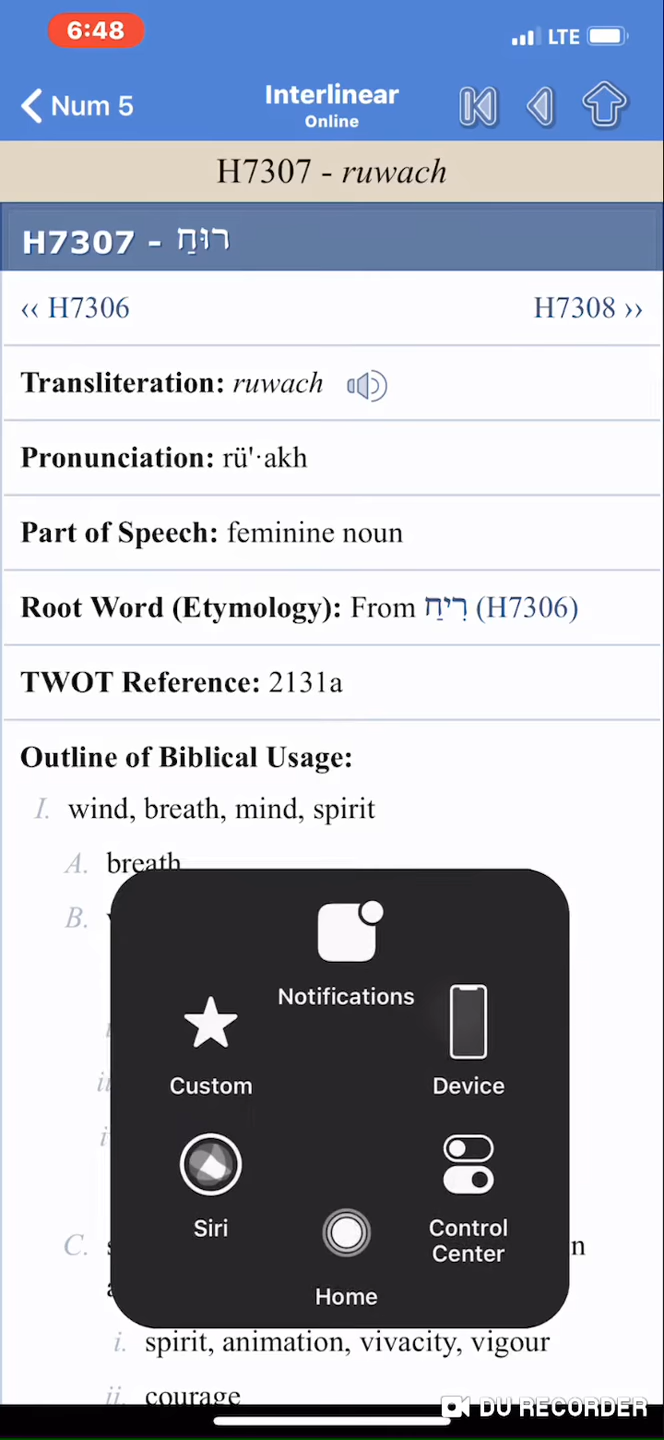 6:48
LTE
Num 5
Interlinear
Online
H7307 - ruwach
H7307 - רוּחַ
‹‹ H7306
H7308 ››
Transliteration: ruwach
Pronunciation: rü'·akh
Part of Speech: feminine noun
Root Word (Etymology): From רִיחַ (H7306)
TWOT Reference: 2131a
Outline of Biblical Usage:
I. wind, breath, mind, spirit
A. breath
B.
Notifications
Custom
Device
Siri
Control
Center
C.
Home
i. spirit, animation, vivacity, vigour
ii. courage
DU RECORDER